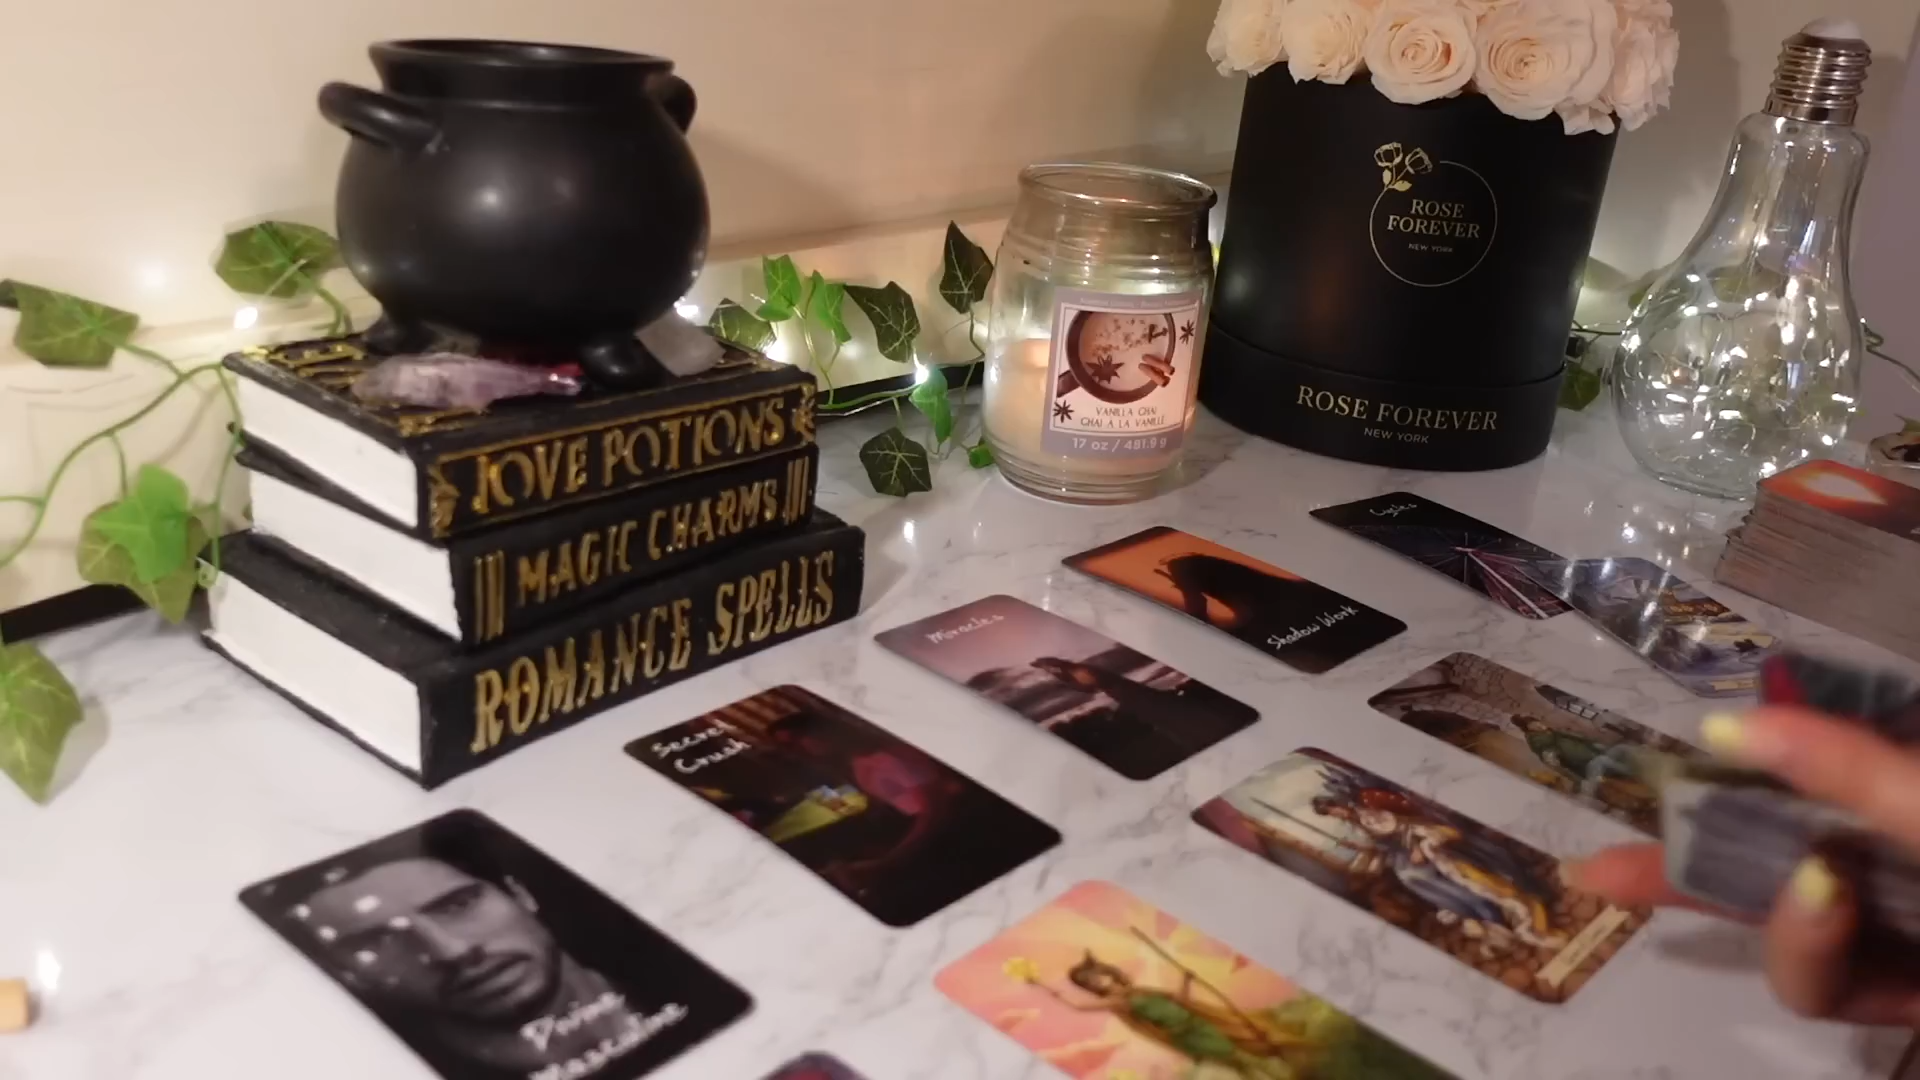 LOVE POTIONS
MAGIC CHARMS
ROMANCE SPELLS
VANILLA CHAI
CHAI A LA VANILLE
17 oz / 481.9 g
ROSE
FOREVER
NEW YORK
ROSE FOREVER
NEW YORK
Cycles
Shadow Work
Miracles
Secret
Crush
Divine
Masculine